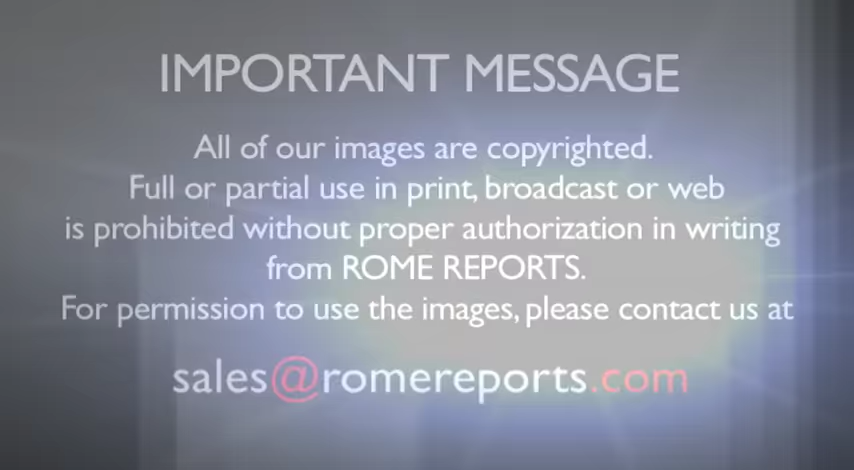 IMPORTANT MESSAGE
All of our images are copyrighted.
Full or partial use in print, broadcast or web
is prohibited without proper authorization in writing
from ROME REPORTS.
For permission to use the images, please contact us at
sales@romereports.com